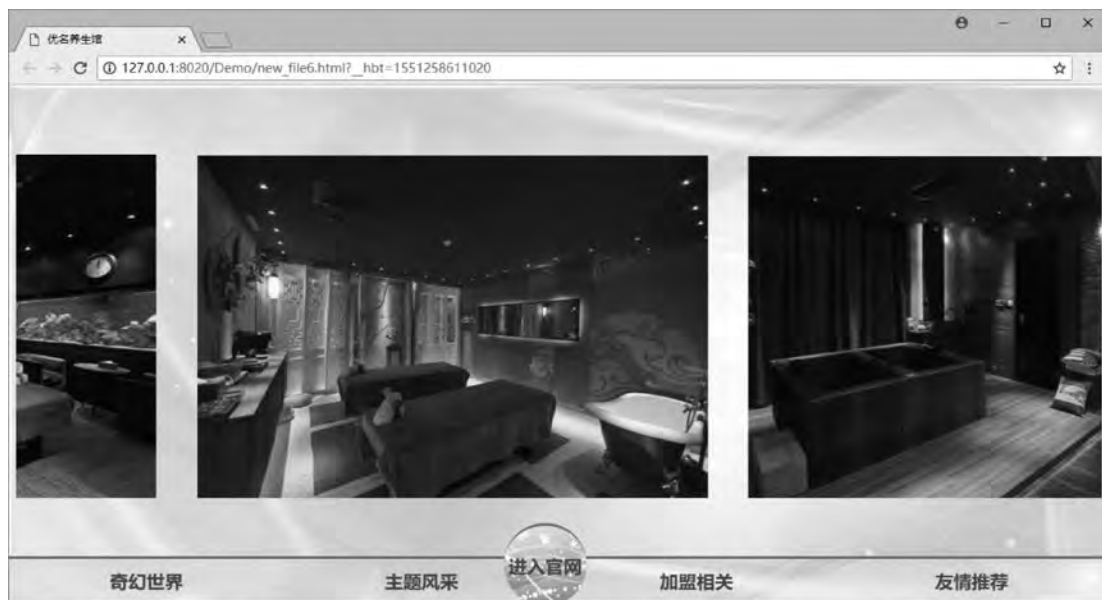 优名养生馆
127.0.0.1:8020/Demo/new_file6.html?__hbt=1551258611020
进入官网
奇幻世界
主题风采
加盟相关
友情推荐